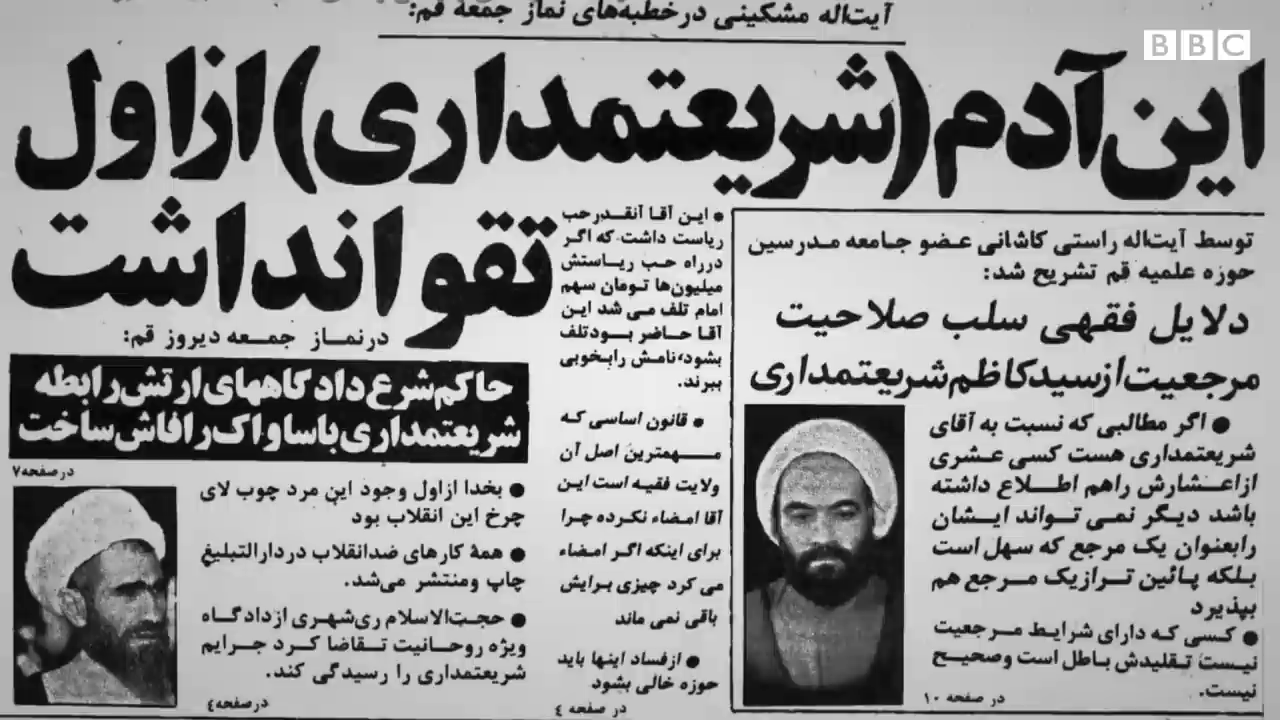 BBC
آیت‌اله مشکینی درخطبه‌های نماز جمعه قم:
این آدم (شریعتمداری) از اول
تقوا نداشت
● این آقا آنقدر حب
ریاست داشت که اگر
درراه حب ریاستش
میلیون‌ها تومان سهم
امام تلف می شد این
آقا حاضر بود تلف
بشود، نامش را بخوبی
ببرند.
● قانون اساسی که
مهمترین اصل آن
ولایت فقیه است این
آقا امضاء نکرده چرا
برای اینکه اگر امضاء
می کرد چیزی برایش
باقی نمی ماند
● ازفساد اینها باید
حوزه خالی بشود
در صفحه ۴
توسط آیت‌اله راستی کاشانی عضو جامعه مدرسین
حوزه علمیه قم تشریح شد:
دلایل فقهی سلب صلاحیت
مرجعیت از سید کاظم شریعتمداری
● اگر مطالبی که نسبت به آقای
شریعتمداری هست کسی عشری
ازاعشارش راهم اطلاع داشته
باشد دیگر نمی تواند ایشان
رابعنوان یک مرجع که سهل است
بلکه پائین ترازیک مرجع هم
بپذیرد
● کسی که دارای شرایط مرجعیت
نیست تقلیدش باطل است وصحیح
نیست.
در صفحه ۱۰
درنماز جمعه دیروز قم:
حاکم شرع دادگاههای ارتش رابطه
شریعتمداری باساواک رافاش ساخت
در صفحه ۷
● بخدا ازاول وجود این مرد چوب لای
چرخ این انقلاب بود
● همهٔ کارهای ضدانقلاب در دارالتبلیغ
چاپ ومنتشر می‌شد.
● حجت‌الاسلام ری‌شهری ازدادگاه
ویژه روحانیت تقاضا کرد جرایم
شریعتمداری را رسیدگی کند.
درصفحه ۴